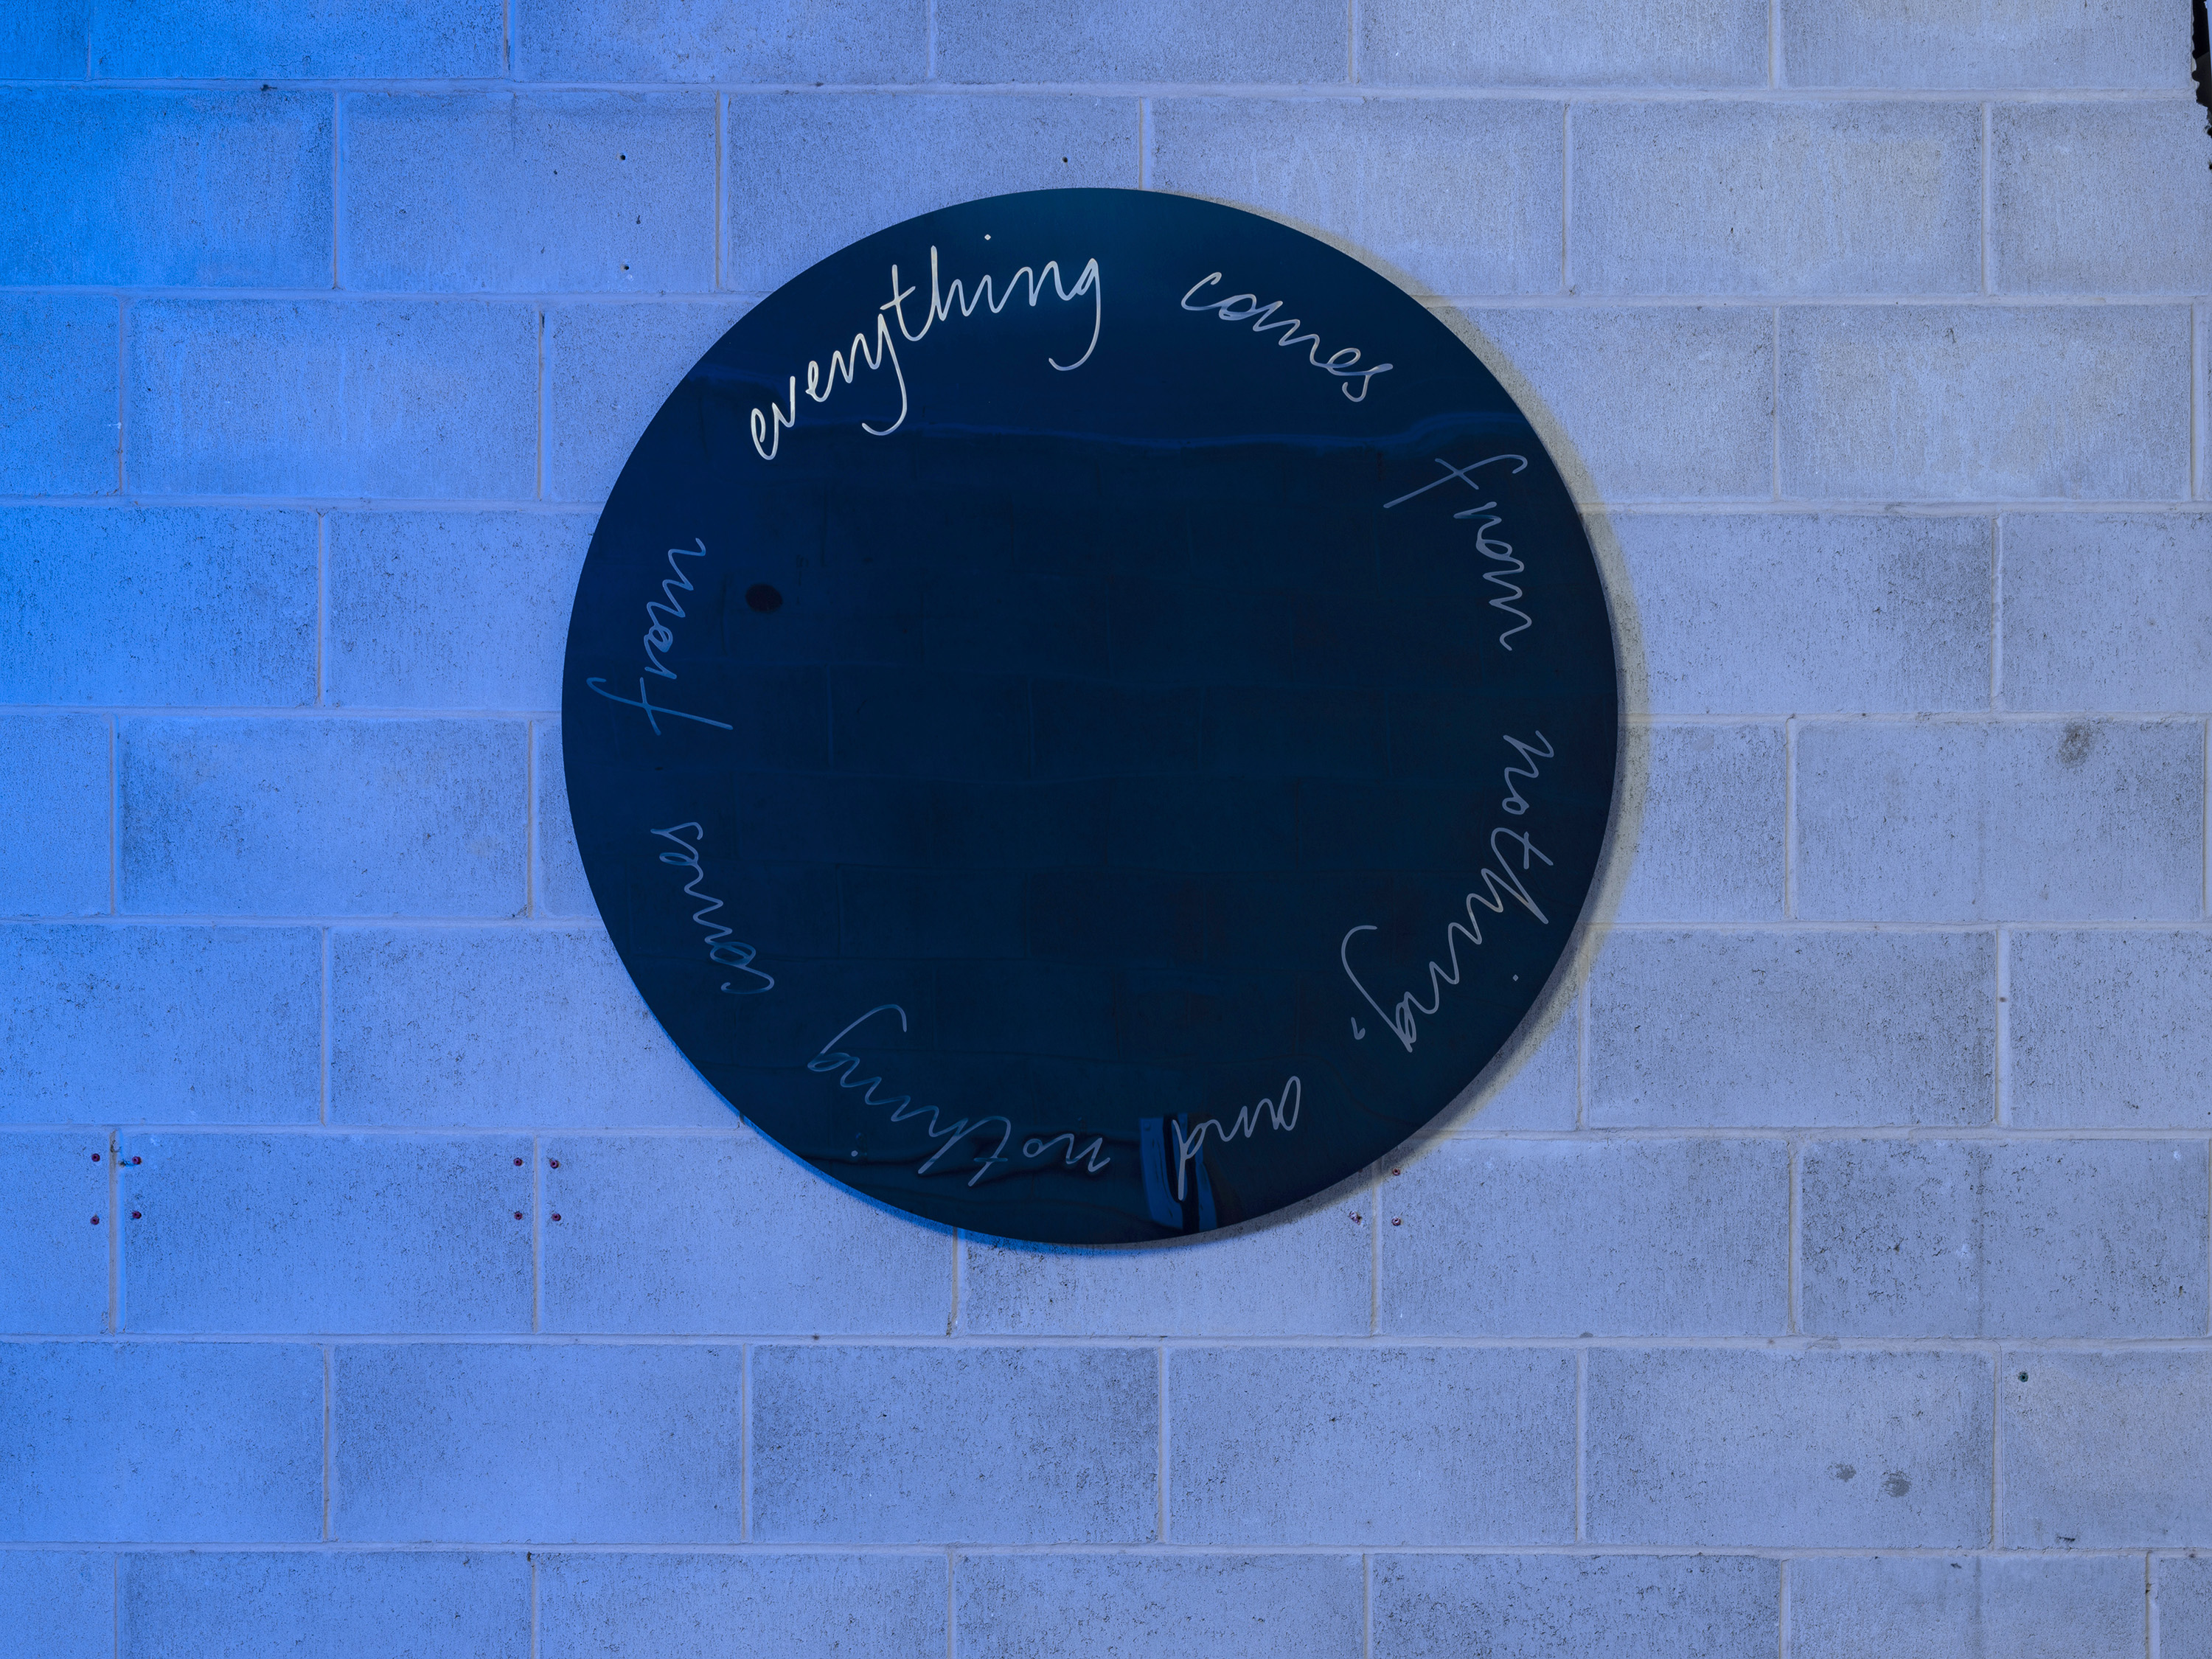 everything comes from nothing, and nothing comes from